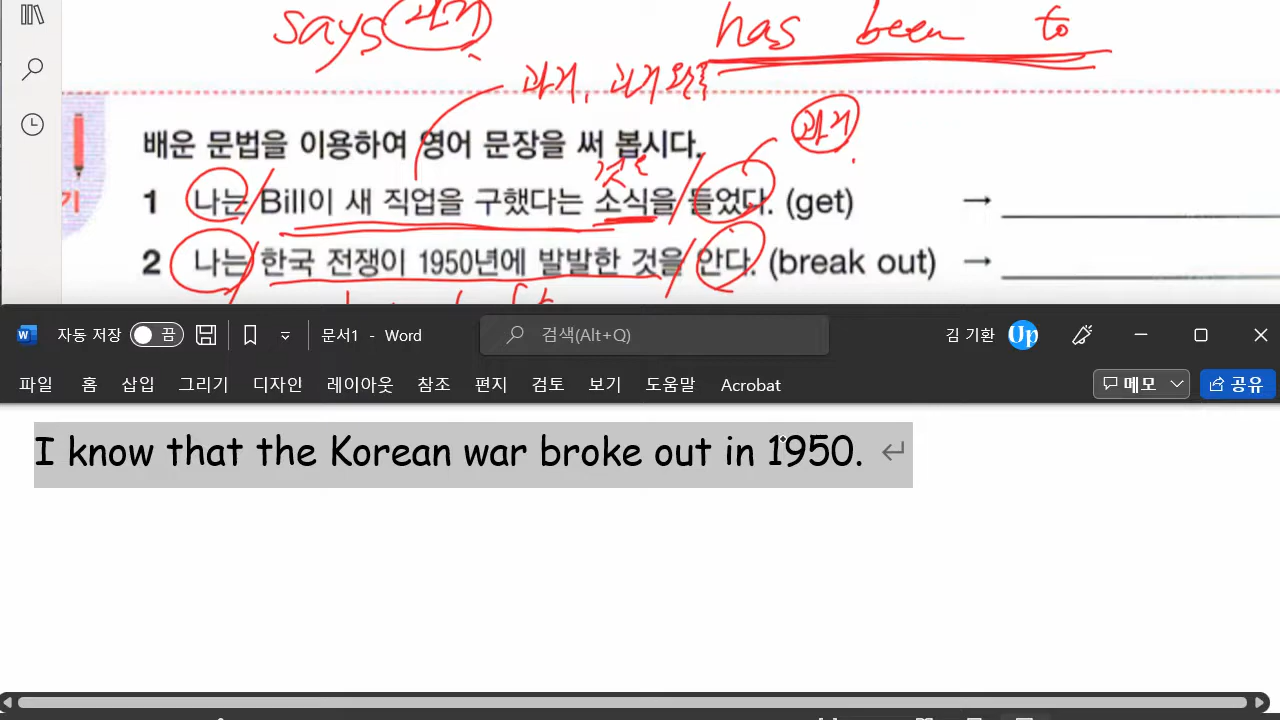 says 과거
has been to
과거, 과거완료
배운 문법을 이용하여 영어 문장을 써 봅시다.
과거
것을
기
1 나는/Bill이 새 직업을 구했다는 소식을/들었다. (get) →
2 나는/한국 전쟁이 1950년에 발발한 것을/안다. (break out) →
자동 저장 끔 문서1 - Word 검색(Alt+Q) 김 기환 Up
파일 홈 삽입 그리기 디자인 레이아웃 참조 편지 검토 보기 도움말 Acrobat 메모 공유
I know that the Korean war broke out in 1950.